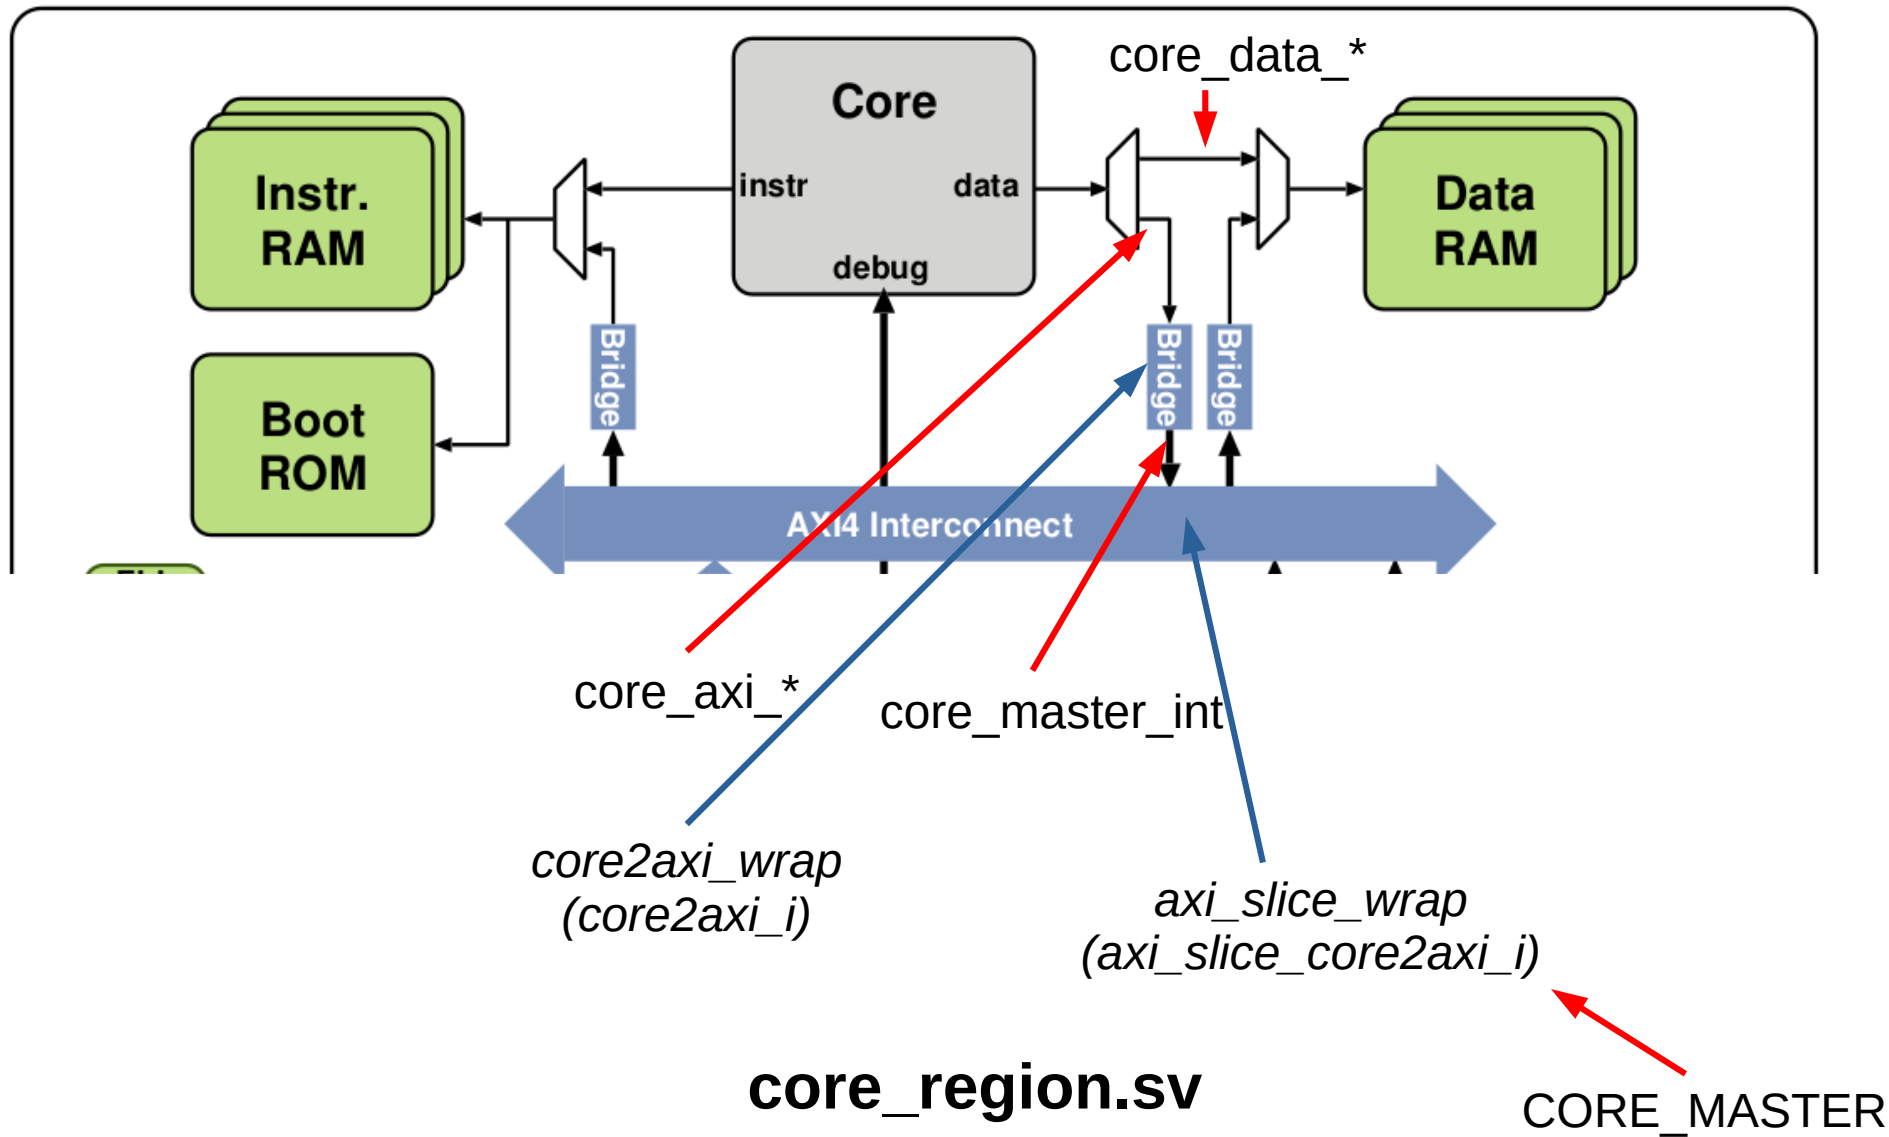 core_data_*
Core
instr
data
debug
Instr.
RAM
Data
RAM
Boot
ROM
Bridge
Bridge
Bridge
AXI4 Interconnect
core_axi_*
core_master_int
core2axi_wrap
(core2axi_i)
axi_slice_wrap
(axi_slice_core2axi_i)
core_region.sv
CORE_MASTER